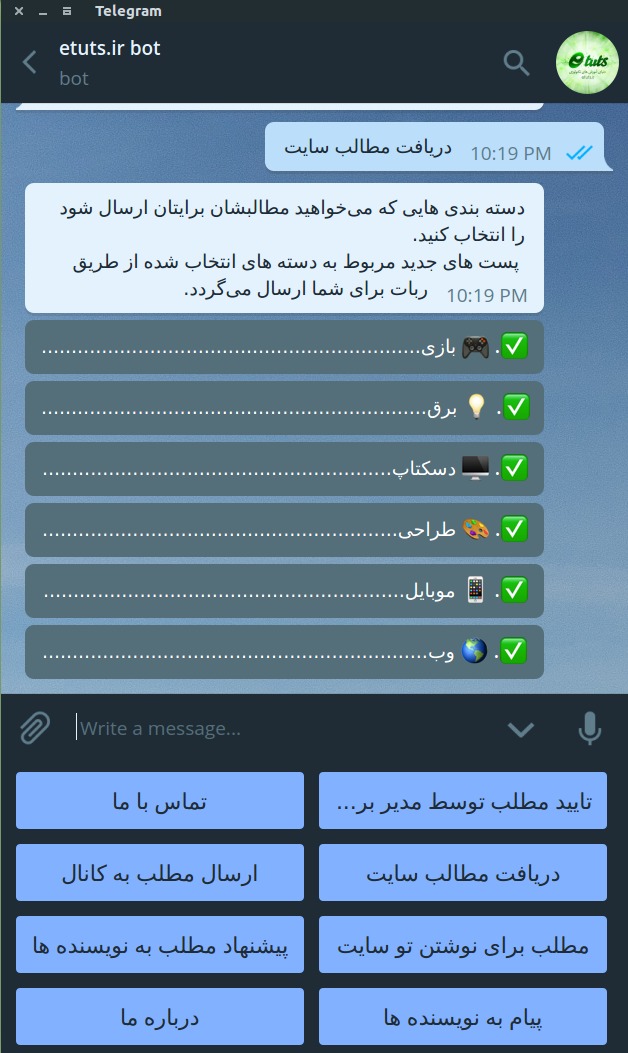 Telegram
etuts.ir bot
bot
etuts
etuts.ir
دریافت مطالب سایت
10:19 PM
دسته بندی هایی که می‌خواهید مطالبشان برایتان ارسال شود
را انتخاب کنید.
پست های جدید مربوط به دسته های انتخاب شده از طریق
ربات برای شما ارسال می‌گردد.
10:19 PM
✅. 🎮 بازی................................................................
✅. 💡 برق................................................................
✅. 🖥 دسکتاپ...........................................................
✅. 🎨 طراحی............................................................
✅. 📱 موبایل.............................................................
✅. 🌎 وب.................................................................
Write a message...
تایید مطلب توسط مدیر بر...
تماس با ما
دریافت مطالب سایت
ارسال مطلب به کانال
مطلب برای نوشتن تو سایت
پیشنهاد مطلب به نویسنده ها
پیام به نویسنده ها
درباره ما